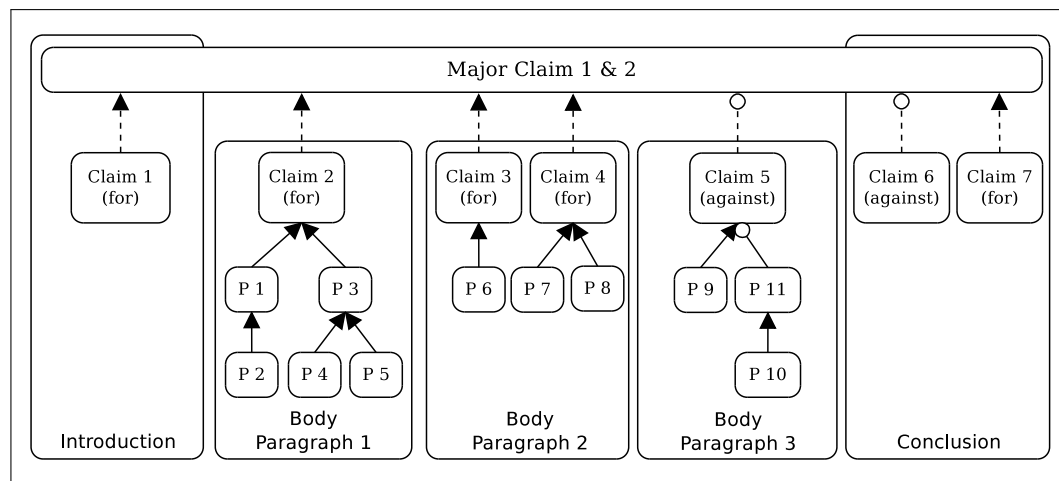 Major Claim 1 & 2
Claim 1
(for)
Claim 2
(for)
Claim 3
(for)
Claim 4
(for)
Claim 5
(against)
Claim 6
(against)
Claim 7
(for)
P 1
P 3
P 6
P 7
P 8
P 9
P 11
P 2
P 4
P 5
P 10
Introduction
Body
Paragraph 1
Body
Paragraph 2
Body
Paragraph 3
Conclusion